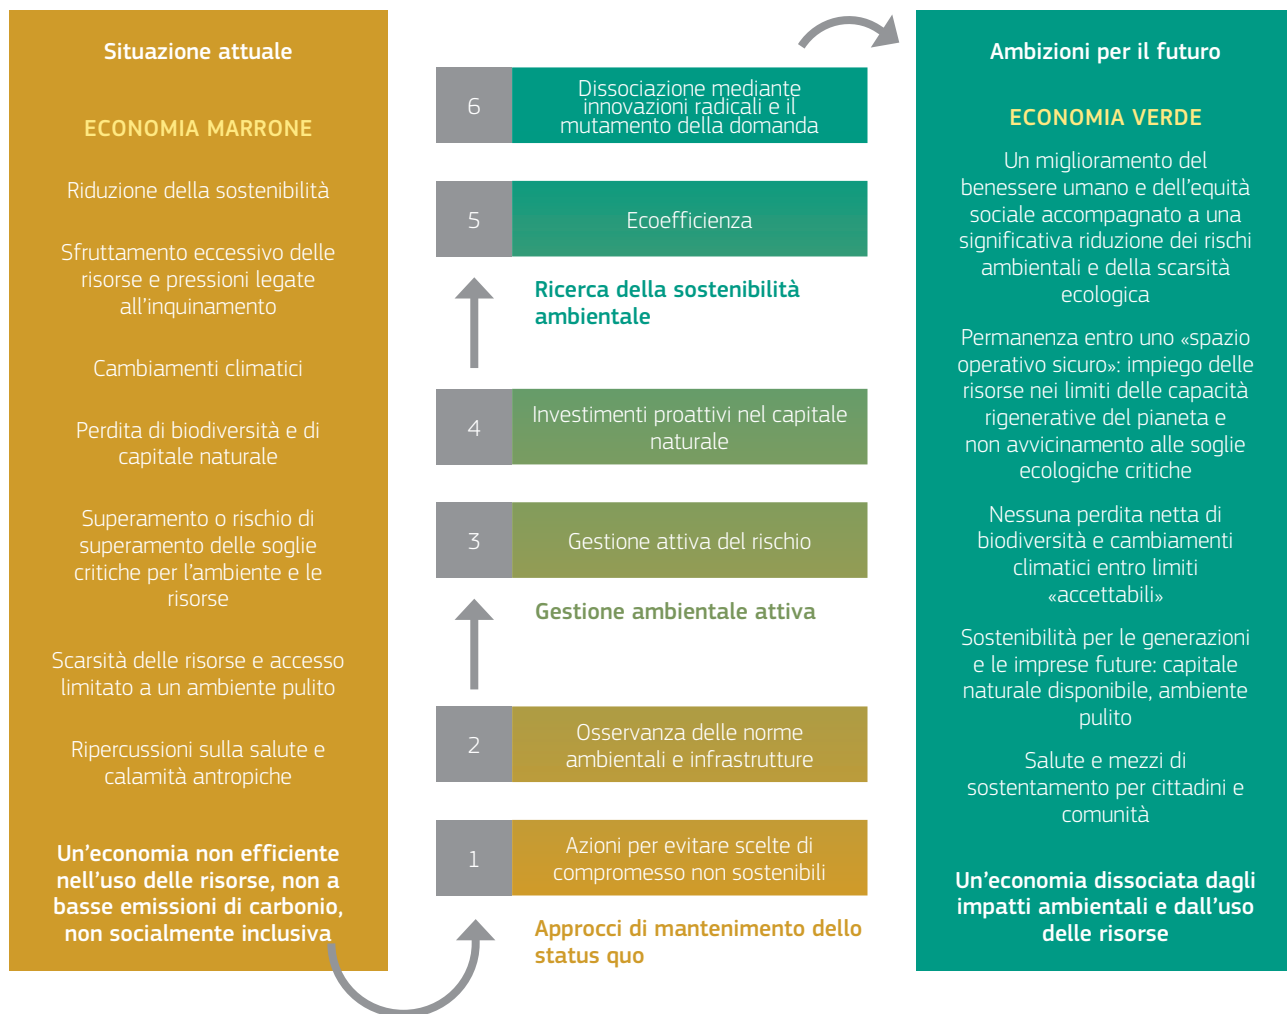 Situazione attuale
ECONOMIA MARRONE
Riduzione della sostenibilità
Sfruttamento eccessivo delle
risorse e pressioni legate
all'inquinamento
Cambiamenti climatici
Perdita di biodiversità e di
capitale naturale
Superamento o rischio di
superamento delle soglie
critiche per l'ambiente e le
risorse
Scarsità delle risorse e accesso
limitato a un ambiente pulito
Ripercussioni sulla salute e
calamità antropiche
Un'economia non efficiente
nell'uso delle risorse, non a
basse emissioni di carbonio,
non socialmente inclusiva
6
Dissociazione mediante
innovazioni radicali e il
mutamento della domanda
5
Ecoefficienza
Ricerca della sostenibilità
ambientale
4
Investimenti proattivi nel capitale
naturale
3
Gestione attiva del rischio
Gestione ambientale attiva
2
Osservanza delle norme
ambientali e infrastrutture
1
Azioni per evitare scelte di
compromesso non sostenibili
Approcci di mantenimento dello
status quo
Ambizioni per il futuro
ECONOMIA VERDE
Un miglioramento del
benessere umano e dell'equità
sociale accompagnato a una
significativa riduzione dei rischi
ambientali e della scarsità
ecologica
Permanenza entro uno «spazio
operativo sicuro»: impiego delle
risorse nei limiti delle capacità
rigenerative del pianeta e
non avvicinamento alle soglie
ecologiche critiche
Nessuna perdita netta di
biodiversità e cambiamenti
climatici entro limiti
«accettabili»
Sostenibilità per le generazioni
e le imprese future: capitale
naturale disponibile, ambiente
pulito
Salute e mezzi di
sostentamento per cittadini e
comunità
Un'economia dissociata dagli
impatti ambientali e dall'uso
delle risorse